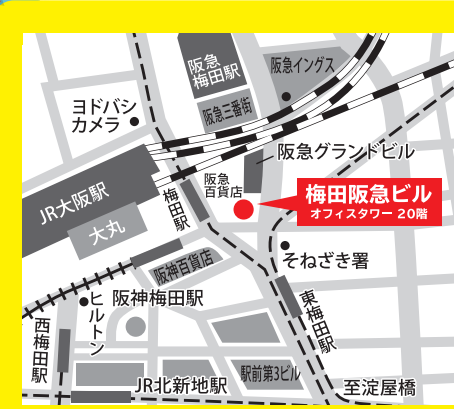 阪急
梅田駅
阪急イングス
ヨドバシ
カメラ
阪急三番街
阪急グランドビル
阪急
百貨店
梅田阪急ビル
オフィスタワー 20階
JR大阪駅
梅田駅
大丸
そねざき署
阪神百貨店
阪神梅田駅
ヒルトン
西梅田駅
東梅田駅
駅前第3ビル
JR北新地駅
至淀屋橋